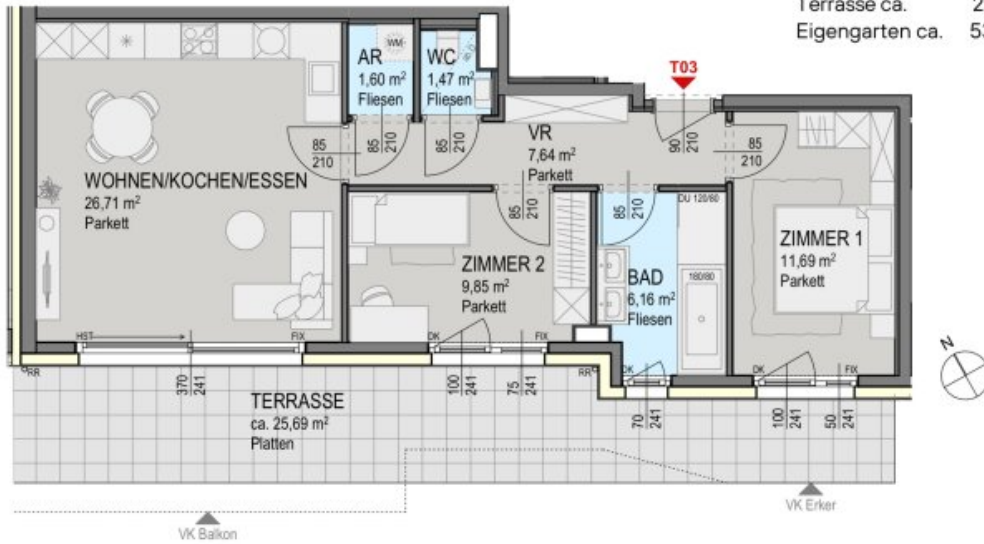 Terrasse ca. 2
Eigengarten ca. 53
AR
1,60 m²
Fliesen
WM
WC
1,47 m²
Fliesen
T03
VR
7,64 m²
Parkett
85
210
85
210
85
210
90
210
85
210
WOHNEN/KOCHEN/ESSEN
26,71 m²
Parkett
85
210
85
210
DU 120/80
ZIMMER 2
9,85 m²
Parkett
BAD
6,16 m²
Fliesen
180/80
ZIMMER 1
11,69 m²
Parkett
HST
FIX
DK
FIX
DK
DK
FIX
RR
RR
370
241
100
241
75
241
70
241
100
241
50
241
TERRASSE
ca. 25,69 m²
Platten
N
VK Balkon
VK Erker